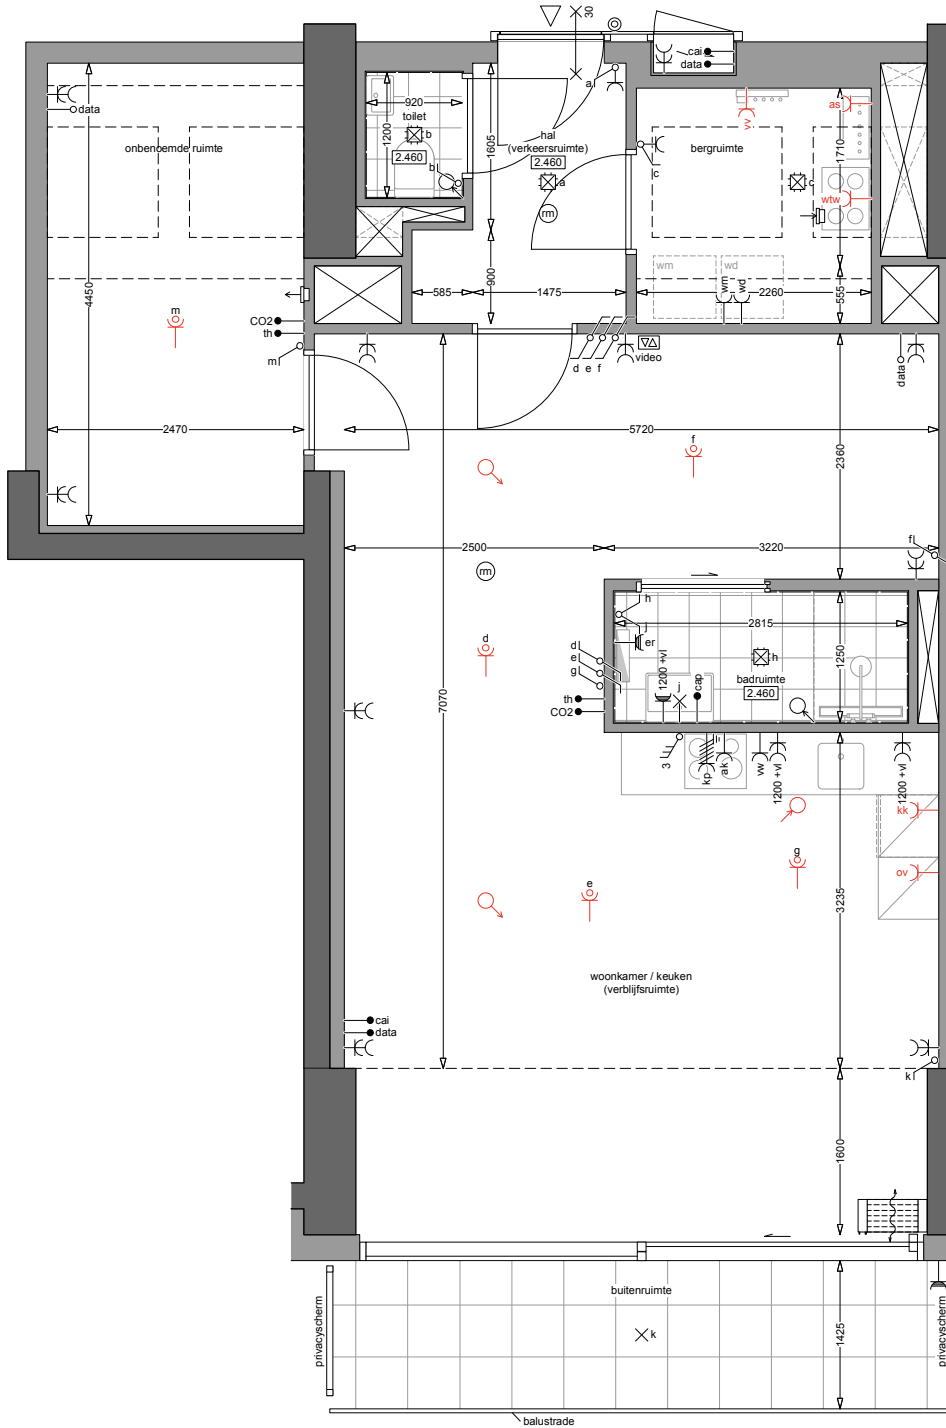 30
cai
data
a
data
920
toilet
b
2.460
1200
b
onbenoemde ruimte
1605
hal
(verkeersruimte)
2.460
a
rm
vv
as
bergruimte
c
c
1710
wtw
4450
900
wm
wd
wm
wd
585
1475
2260
555
m
CO2
th
m
d e f
video
data
2470
5720
f
2360
2500
3220
f
rm
h
j
er
2815
d
e
g
d
1200 +vl
j
cap
h
badruimte
2.460
1250
th
CO2
7070
3
kp
ak
vw
1200 +vl
1200 +vl
kk
g
ov
e
3235
woonkamer / keuken
(verblijfsruimte)
cai
data
k
1600
buitenruimte
k
1425
privacyscherm
privacyscherm
balustrade